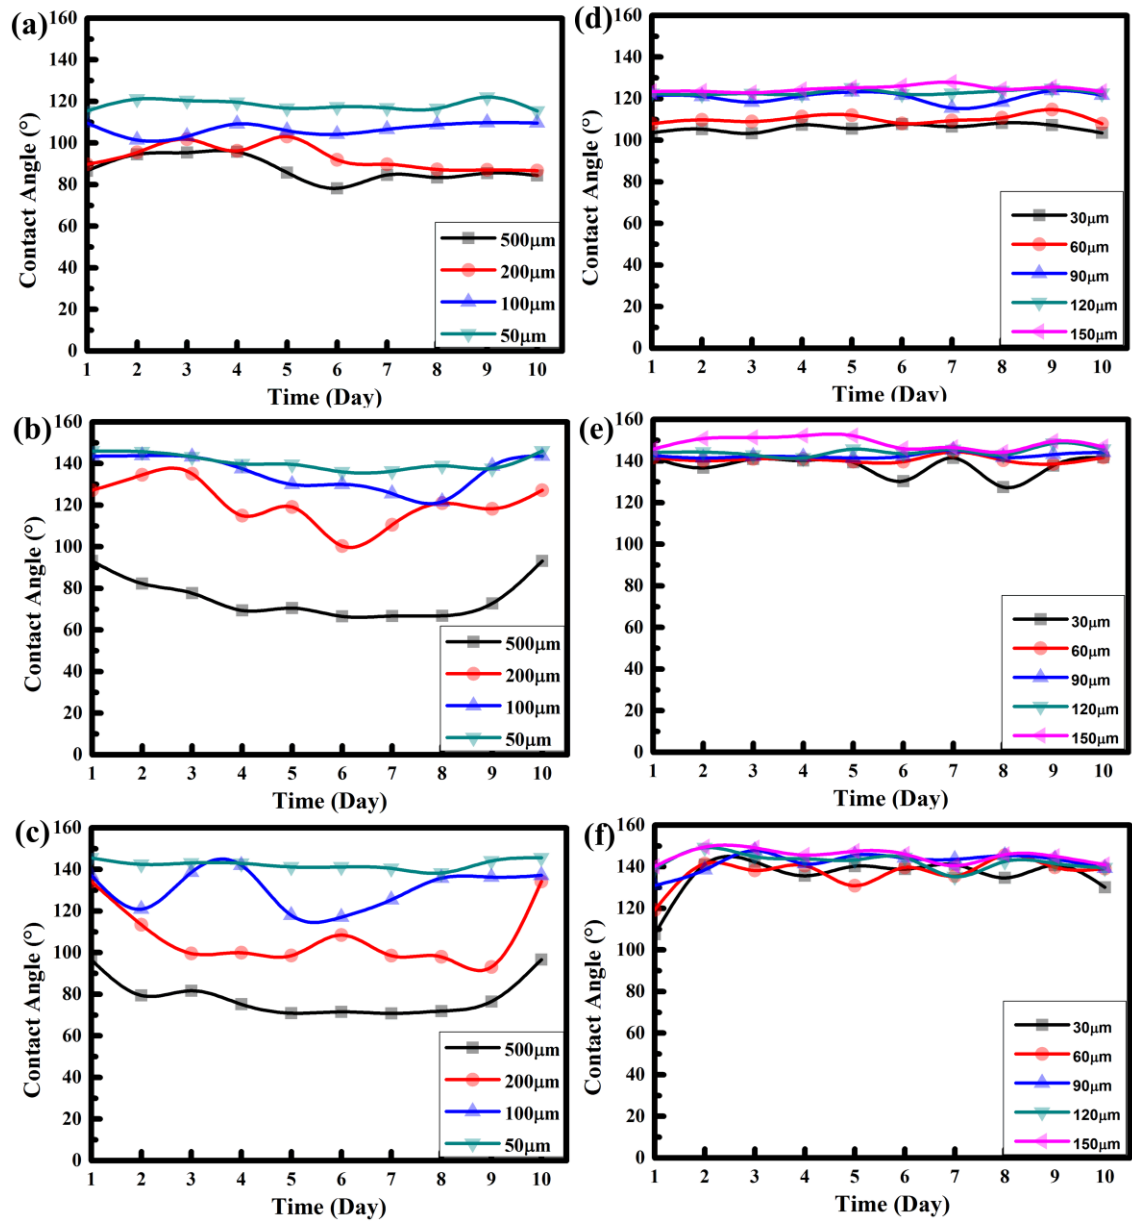 (a)
160
140
120
100
80
60
40
20
0
Contact Angle (°)
500μm
200μm
100μm
50μm
1 2 3 4 5 6 7 8 9 10
Time (Day)
(d)
160
140
120
100
80
60
40
20
0
Contact Angle (°)
30μm
60μm
90μm
120μm
150μm
1 2 3 4 5 6 7 8 9 10
Time (Day)
(b)
160
140
120
100
80
60
40
20
0
Contact Angle (°)
500μm
200μm
100μm
50μm
1 2 3 4 5 6 7 8 9 10
Time (Day)
(e)
160
140
120
100
80
60
40
20
0
Contact Angle (°)
30μm
60μm
90μm
120μm
150μm
1 2 3 4 5 6 7 8 9 10
Time (Day)
(c)
160
140
120
100
80
60
40
20
0
Contact Angle (°)
500μm
200μm
100μm
50μm
1 2 3 4 5 6 7 8 9 10
Time (Day)
(f)
160
140
120
100
80
60
40
20
0
Contact Angle (°)
30μm
60μm
90μm
120μm
150μm
1 2 3 4 5 6 7 8 9 10
Time (Day)